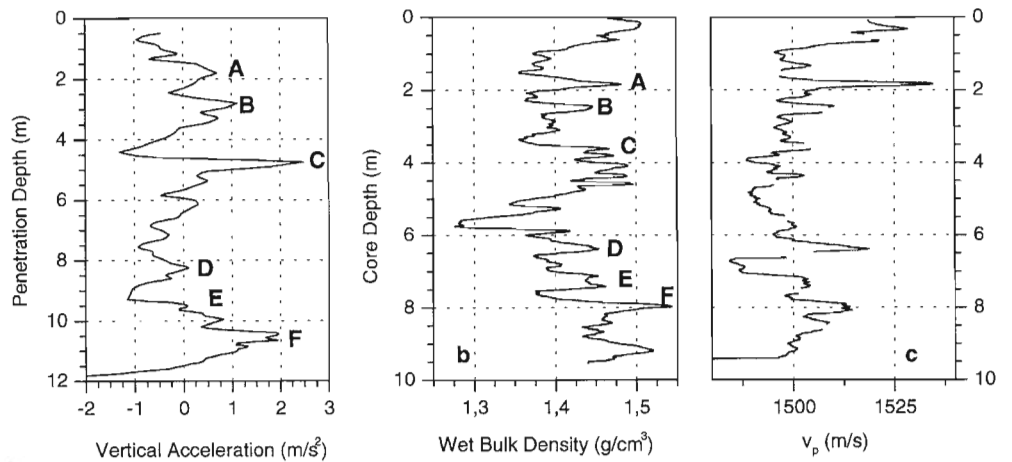 0
2
4
6
8
10
12
Penetration Depth (m)
A
B
C
D
E
F
-2 -1 0 1 2 3
Vertical Acceleration (m/s²)
0
2
4
6
8
10
Core Depth (m)
A
B
C
D
E
F
b
1,3 1,4 1,5
Wet Bulk Density (g/cm³)
0
2
4
6
8
10
c
1500 1525
vₚ (m/s)